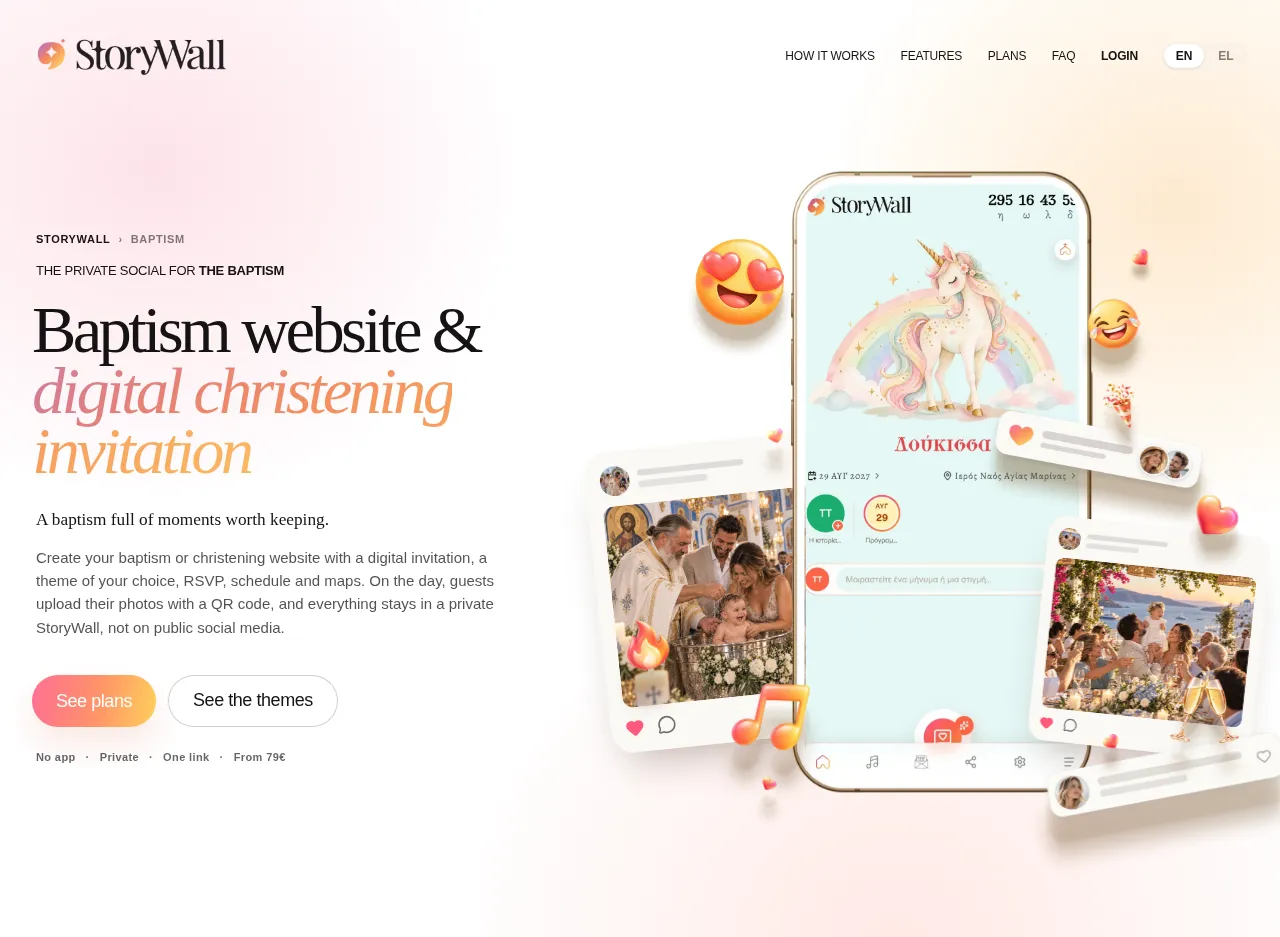 StoryWall
HOW IT WORKS FEATURES PLANS FAQ LOGIN EN EL
STORYWALL › BAPTISM
THE PRIVATE SOCIAL FOR THE BAPTISM
Baptism website &
digital christening
invitation
A baptism full of moments worth keeping.
Create your baptism or christening website with a digital invitation, a
theme of your choice, RSVP, schedule and maps. On the day, guests
upload their photos with a QR code, and everything stays in a private
StoryWall, not on public social media.
See plans
See the themes
No app · Private · One link · From 79€
StoryWall
295 16 43
η ω λ δ
Δούκισσα
29 ΑΥΓ 2027
Ιερός Ναός Αγίας Μαρίνας
ΤΤ
ΑΥΓ
29
Η ιστορία...
Πρόγραμ...
ΤΤ
Μοιραστείτε ένα μήνυμα ή μια στιγμή...